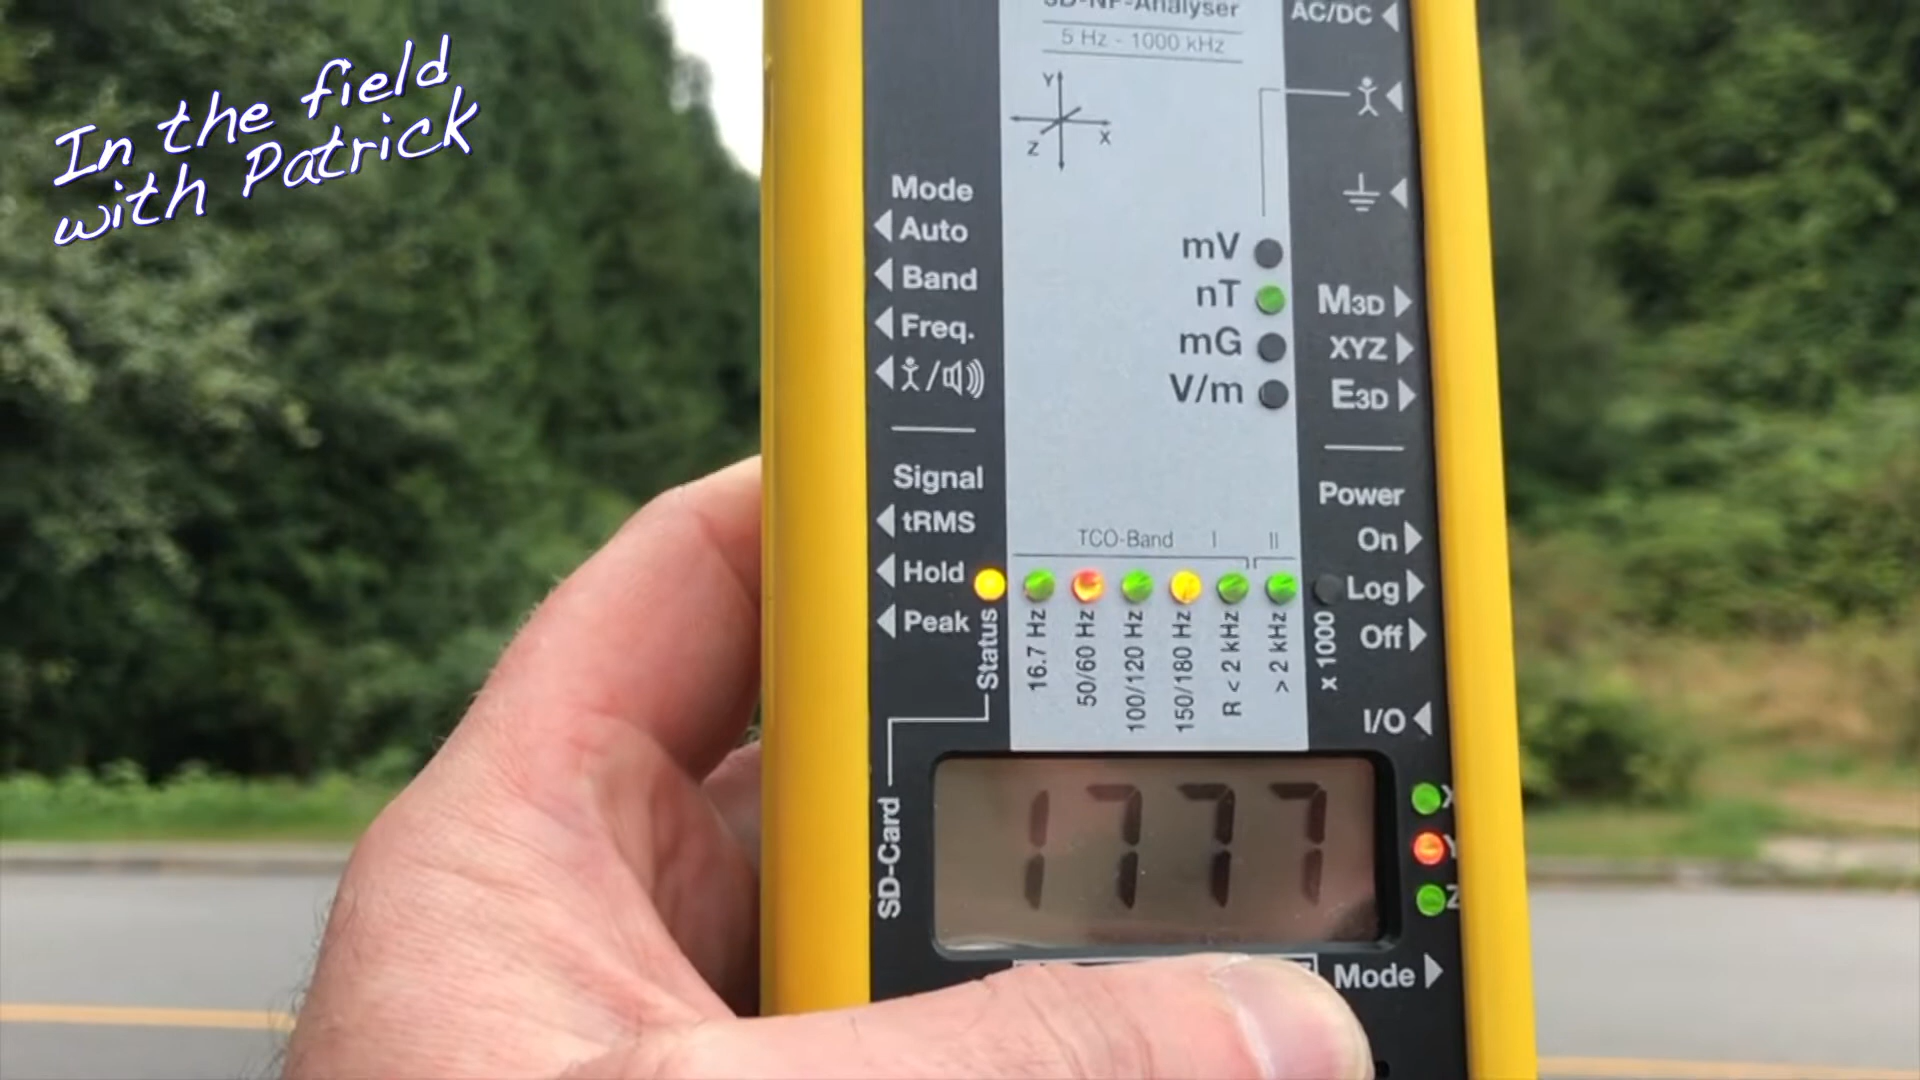 In the field
with Patrick
5 Hz - 1000 kHz
AC/DC
Y
X
Z
Mode
Auto
Band
Freq.
mV
nT
mG
V/m
M3D
XYZ
E3D
Signal
tRMS
Hold
Peak
Power
On
Log
Off
I/O
TCO-Band I II
Status
16.7 Hz
50/60 Hz
100/120 Hz
150/180 Hz
R < 2 kHz
> 2 kHz
x 1000
SD-Card
1777
X
Y
Z
Mode